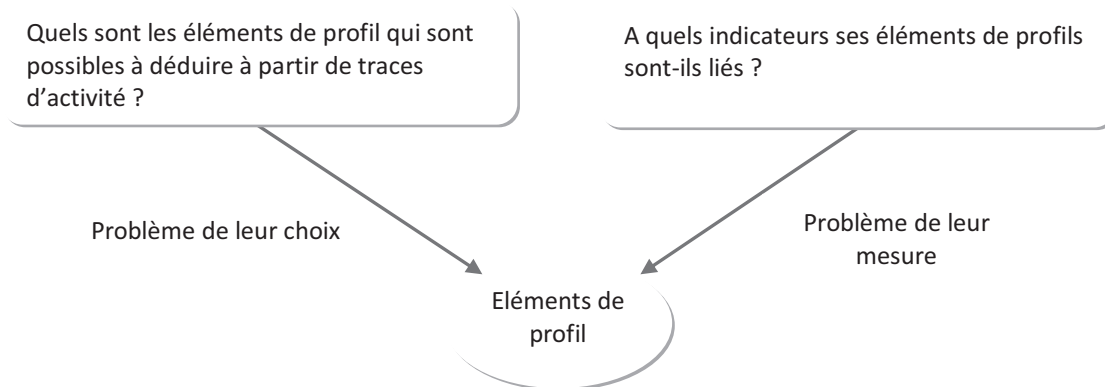 Quels sont les éléments de profil qui sont
possibles à déduire à partir de traces
d’activité ?
A quels indicateurs ses éléments de profils
sont-ils liés ?
Problème de leur choix
Problème de leur
mesure
Eléments de
profil